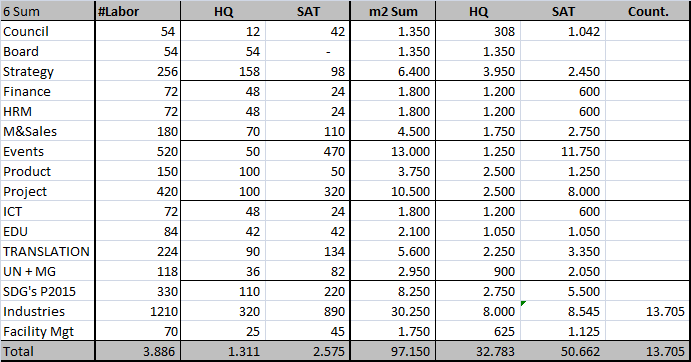 6 Sum #Labor HQ SAT m2 Sum HQ SAT Count.
Council 54 12 42 1.350 308 1.042
Board 54 54 - 1.350 1.350
Strategy 256 158 98 6.400 3.950 2.450
Finance 72 48 24 1.800 1.200 600
HRM 72 48 24 1.800 1.200 600
M&Sales 180 70 110 4.500 1.750 2.750
Events 520 50 470 13.000 1.250 11.750
Product 150 100 50 3.750 2.500 1.250
Project 420 100 320 10.500 2.500 8.000
ICT 72 48 24 1.800 1.200 600
EDU 84 42 42 2.100 1.050 1.050
TRANSLATION 224 90 134 5.600 2.250 3.350
UN + MG 118 36 82 2.950 900 2.050
SDG's P2015 330 110 220 8.250 2.750 5.500
Industries 1210 320 890 30.250 8.000 8.545 13.705
Facility Mgt 70 25 45 1.750 625 1.125
Total 3.886 1.311 2.575 97.150 32.783 50.662 13.705